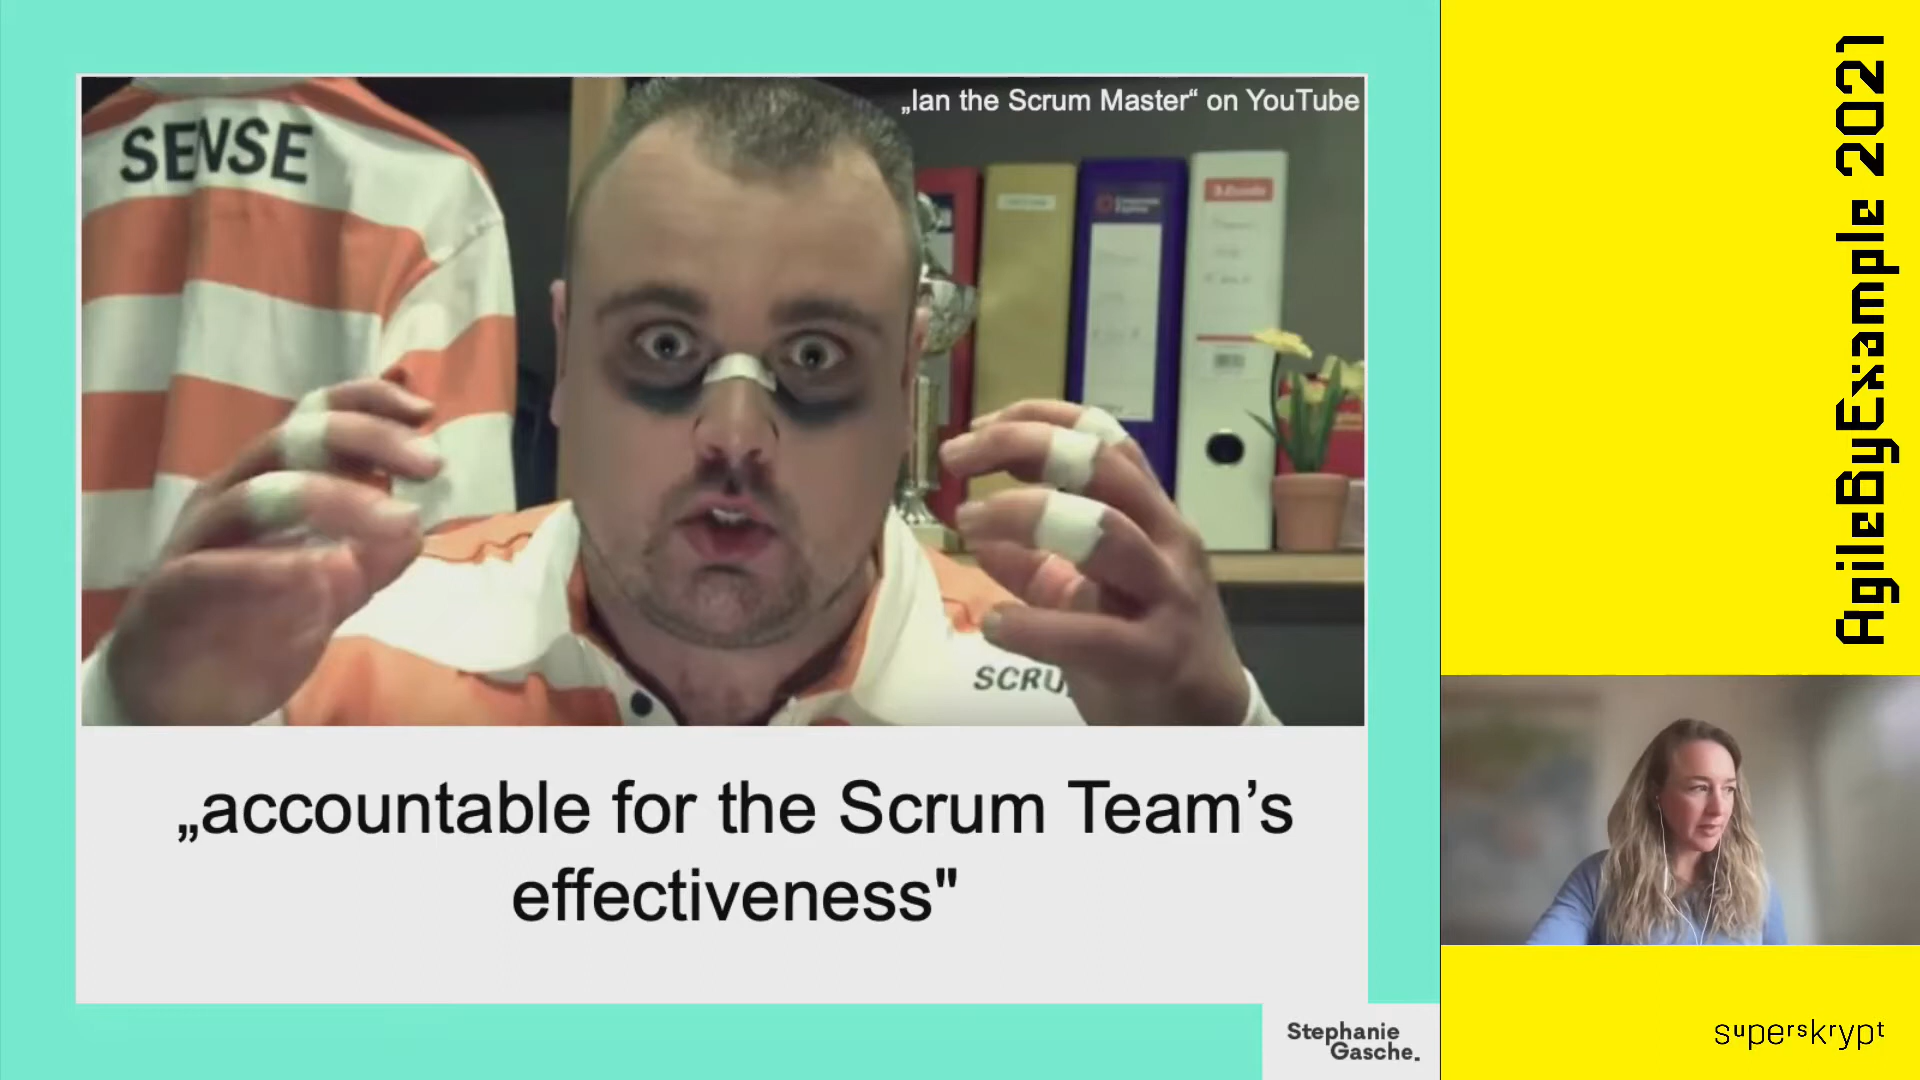 „Ian the Scrum Master“ on YouTube
SENSE
SCRU
„accountable for the Scrum Team’s
effectiveness"
Stephanie
Gasche.
AgileByExample 2021
superskrypt